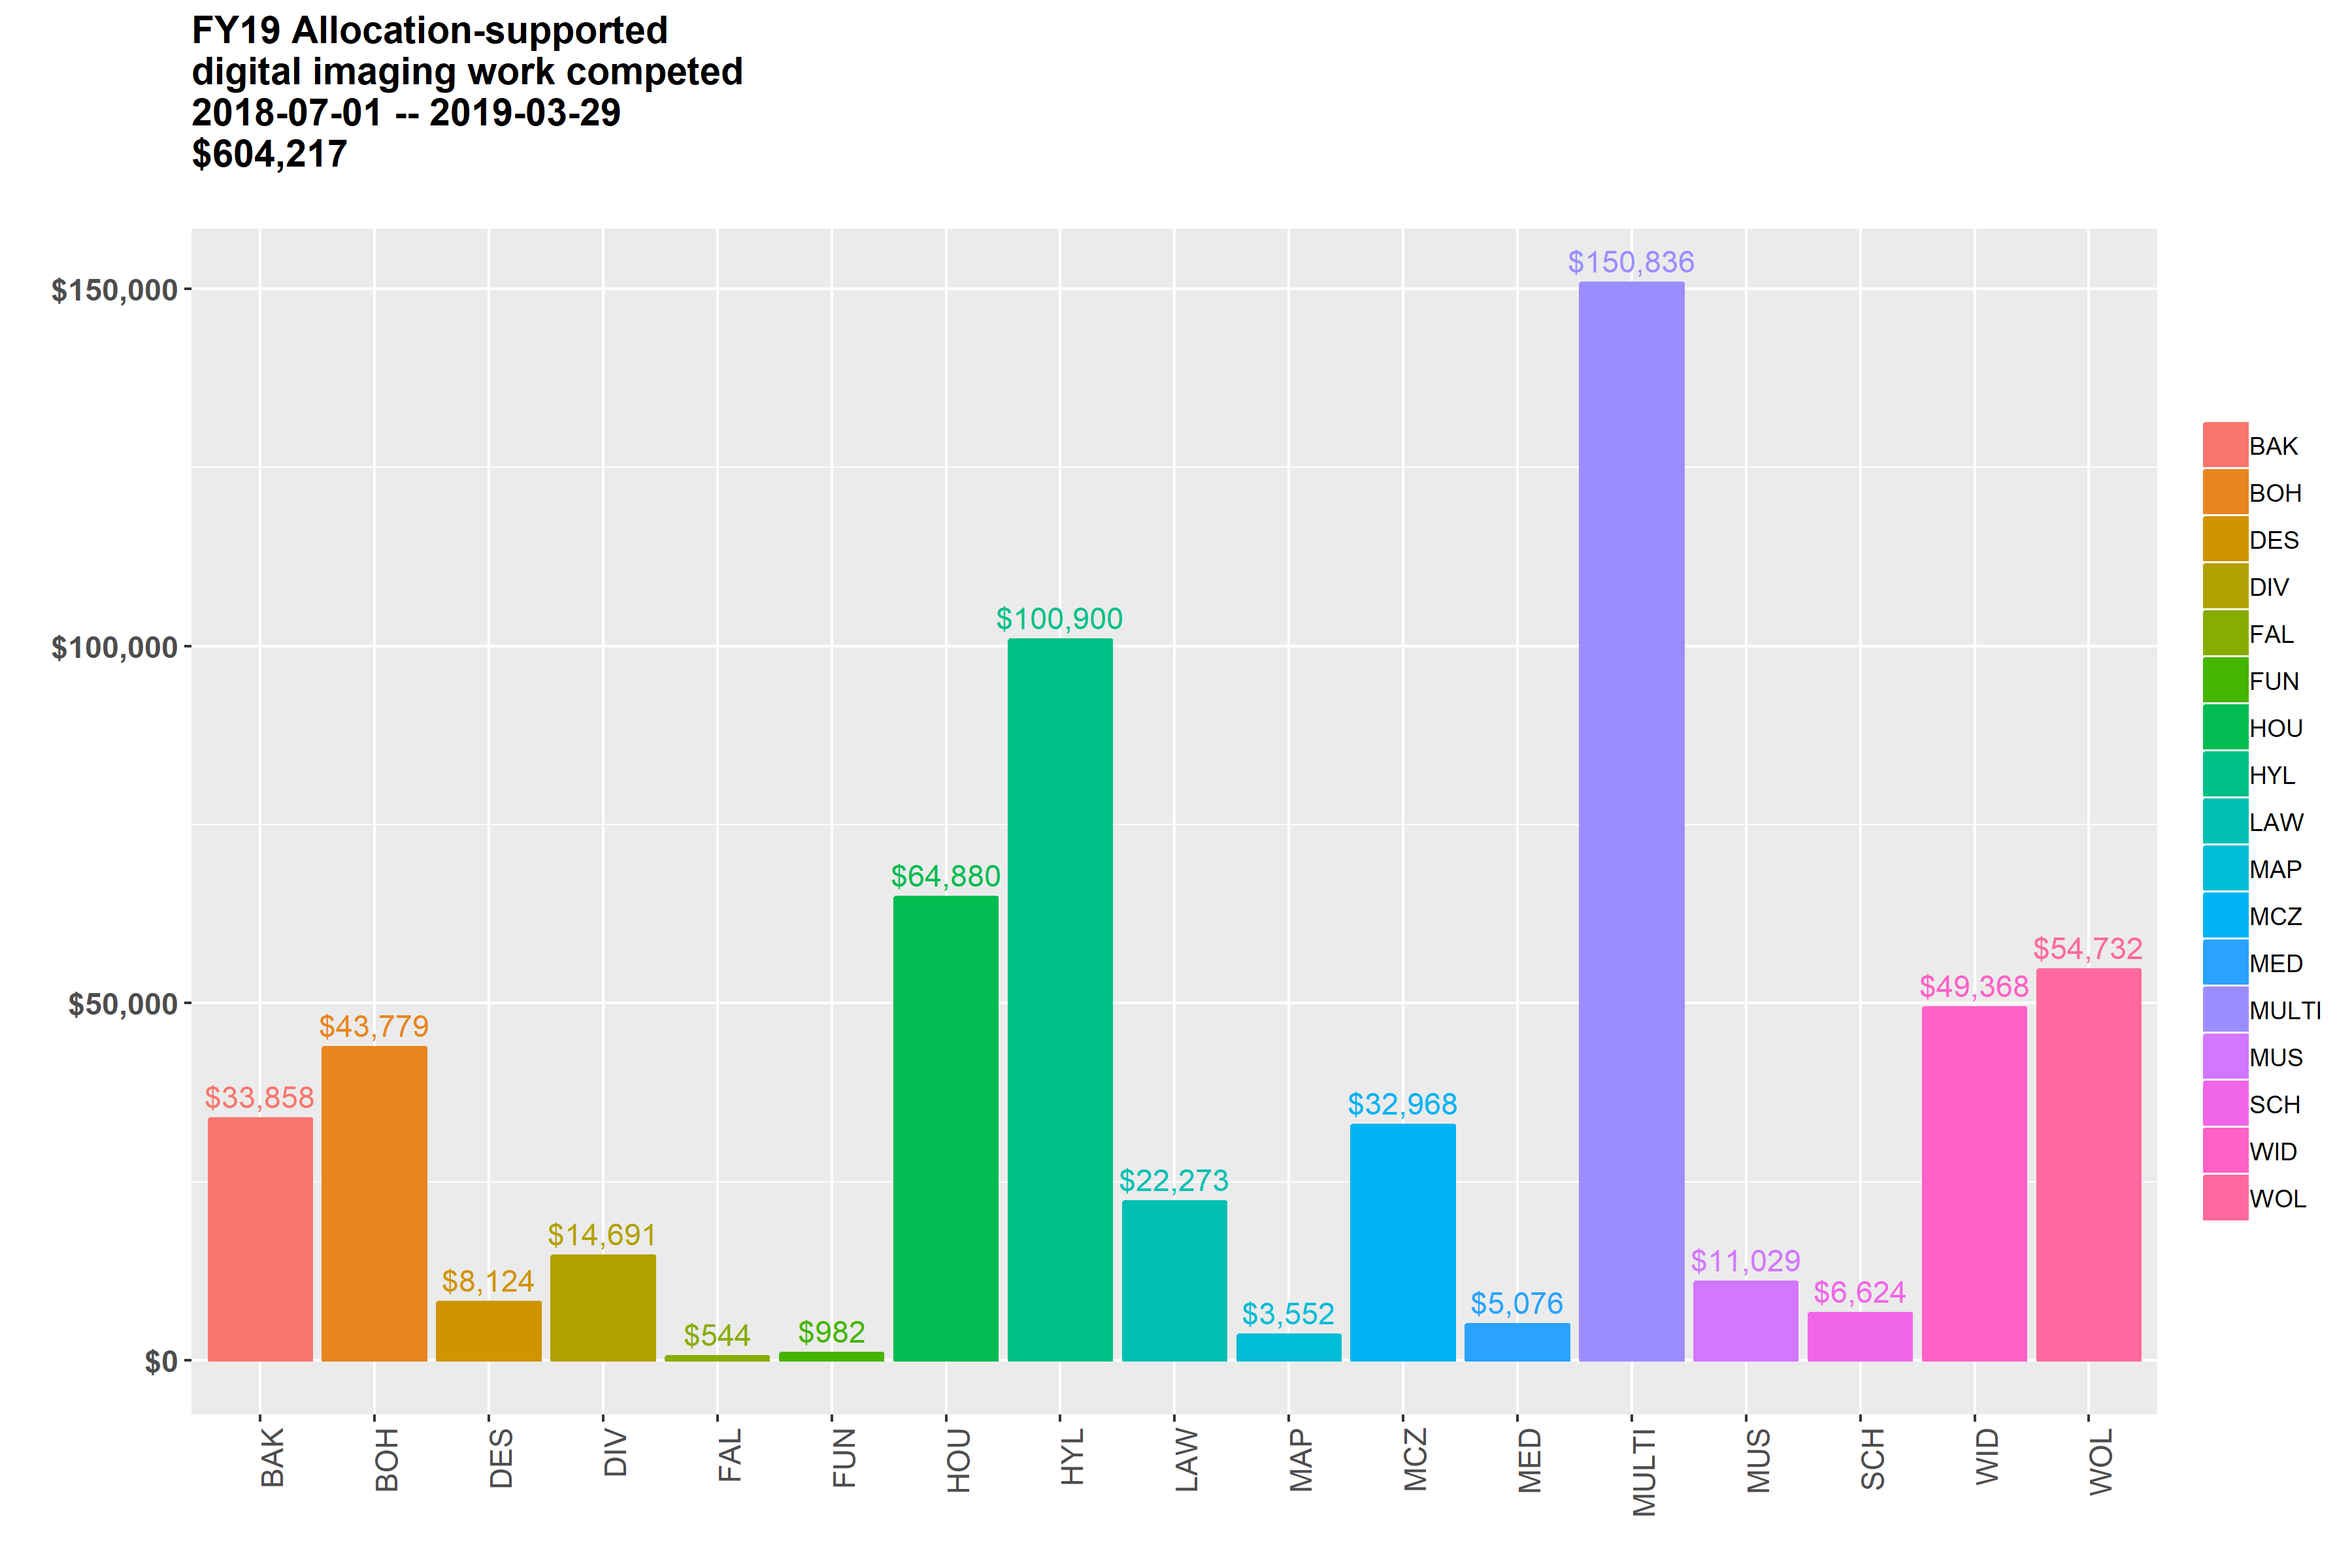 FY19 Allocation-supported
digital imaging work competed
2018-07-01 -- 2019-03-29
$604,217
$150,000
$100,000
$50,000
$0
$33,858
$43,779
$8,124
$14,691
$544
$982
$64,880
$100,900
$22,273
$3,552
$32,968
$5,076
$150,836
$11,029
$6,624
$49,368
$54,732
BAK
BOH
DES
DIV
FAL
FUN
HOU
HYL
LAW
MAP
MCZ
MED
MULTI
MUS
SCH
WID
WOL
BAK
BOH
DES
DIV
FAL
FUN
HOU
HYL
LAW
MAP
MCZ
MED
MULTI
MUS
SCH
WID
WOL